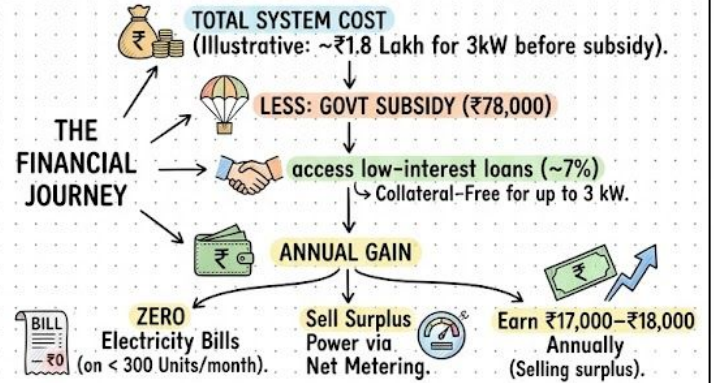 TOTAL SYSTEM COST
(Illustrative: ~₹1.8 Lakh for 3kW before subsidy).
LESS: GOVT SUBSIDY (₹78,000)
THE
FINANCIAL
JOURNEY
access low-interest loans (~7%)
Collateral-Free for up to 3 kW.
ANNUAL GAIN
BILL
₹0
ZERO
Electricity Bills
(on < 300 Units/month).
Sell Surplus
Power via
Net Metering.
Earn ₹17,000–₹18,000
Annually
(Selling surplus).